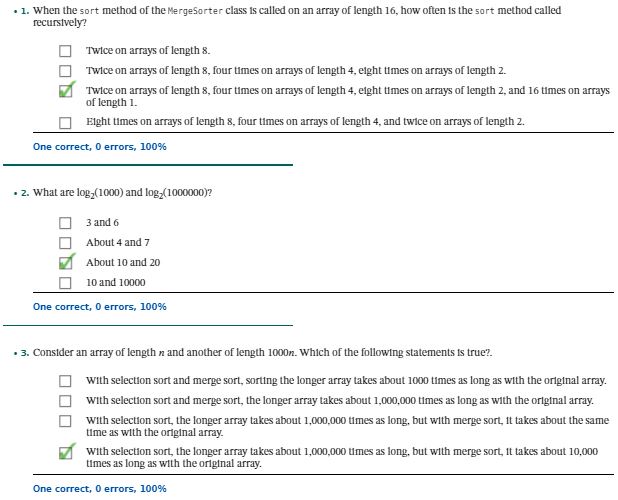 • 1. When the sort method of the MergeSorter class is called on an array of length 16, how often is the sort method called
recursively?
Twice on arrays of length 8.
Twice on arrays of length 8, four times on arrays of length 4, eight times on arrays of length 2.
Twice on arrays of length 8, four times on arrays of length 4, eight times on arrays of length 2, and 16 times on arrays
of length 1.
Eight times on arrays of length 8, four times on arrays of length 4, and twice on arrays of length 2.
One correct, 0 errors, 100%
• 2. What are log₂(1000) and log₂(1000000)?
3 and 6
About 4 and 7
About 10 and 20
10 and 10000
One correct, 0 errors, 100%
• 3. Consider an array of length n and another of length 1000n. Which of the following statements is true?.
With selection sort and merge sort, sorting the longer array takes about 1000 times as long as with the original array.
With selection sort and merge sort, the longer array takes about 1,000,000 times as long as with the original array.
With selection sort, the longer array takes about 1,000,000 times as long, but with merge sort, it takes about the same
time as with the original array.
With selection sort, the longer array takes about 1,000,000 times as long, but with merge sort, it takes about 10,000
times as long as with the original array.
One correct, 0 errors, 100%